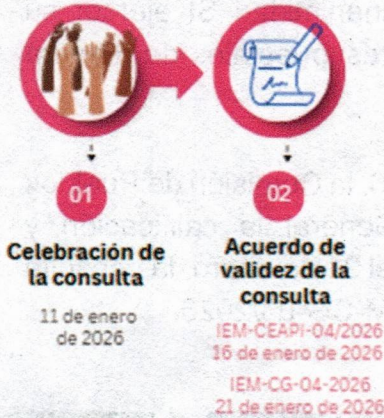 01
Celebración de
la consulta
11 de enero
de 2026
02
Acuerdo de
validez de la
consulta
IEM-CEAPI-04/2026
16 de enero de 2026
IEM-CG-04-2026
21 de enero de 2026